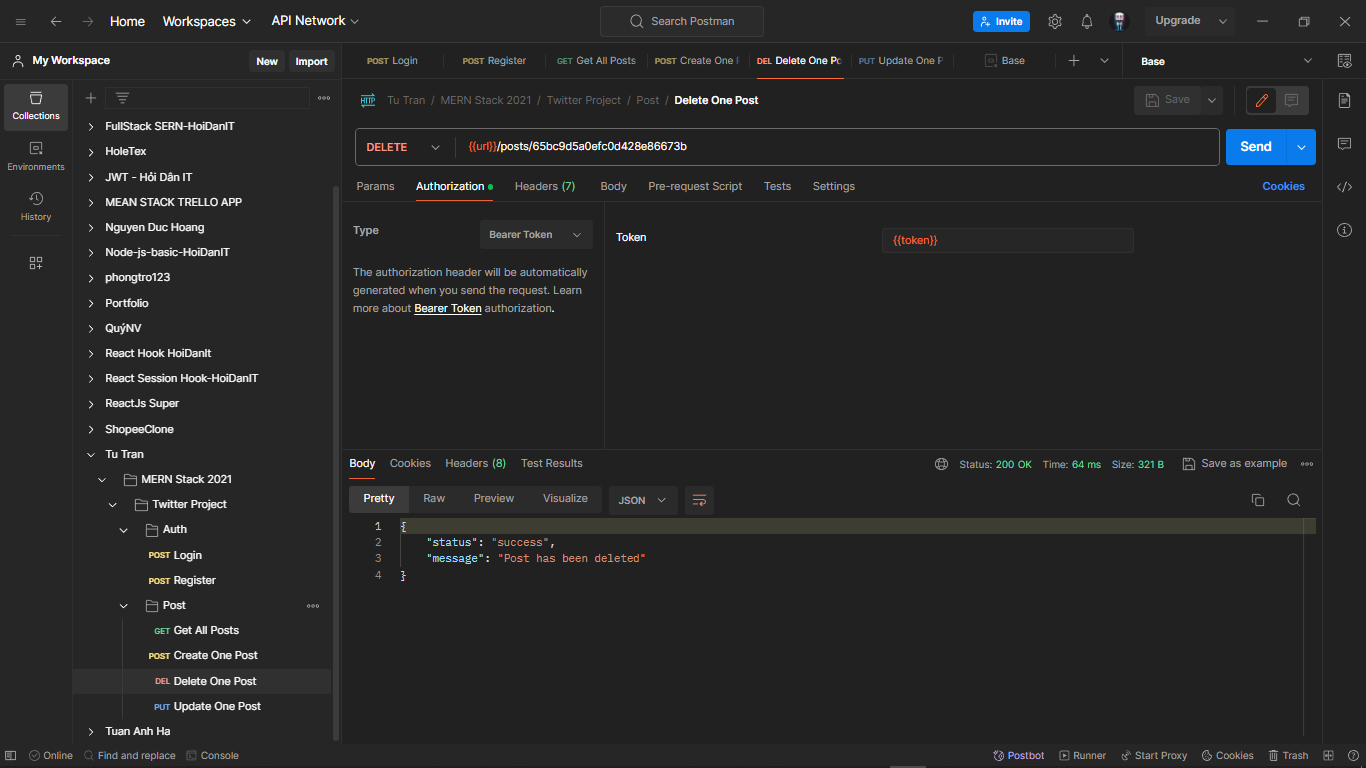 Home Workspaces API Network Search Postman Invite Upgrade
My Workspace New Import
POST Login POST Register GET Get All Posts POST Create One DEL Delete One Po PUT Update One P Base Base
Collections
Environments
History
FullStack SERN-HoiDanIT
HoleTex
JWT - Hỏi Dân IT
MEAN STACK TRELLO APP
Nguyen Duc Hoang
Node-js-basic-HoiDanIT
phongtro123
Portfolio
QuýNV
React Hook HoiDanIt
React Session Hook-HoiDanIT
ReactJs Super
ShopeeClone
Tu Tran
MERN Stack 2021
Twitter Project
Auth
POST Login
POST Register
Post
GET Get All Posts
POST Create One Post
DEL Delete One Post
PUT Update One Post
Tuan Anh Ha
HTTP Tu Tran / MERN Stack 2021 / Twitter Project / Post / Delete One Post Save
DELETE {{url}}/posts/65bc9d5a0efc0d428e86673b Send
Params Authorization Headers (7) Body Pre-request Script Tests Settings Cookies
Type Bearer Token
The authorization header will be automatically
generated when you send the request. Learn
more about Bearer Token authorization.
Token {{token}}
Body Cookies Headers (8) Test Results Status: 200 OK Time: 64 ms Size: 321 B Save as example
Pretty Raw Preview Visualize JSON
1 {
2 "status": "success",
3 "message": "Post has been deleted"
4 }
Online Find and replace Console Postbot Runner Start Proxy Cookies Trash